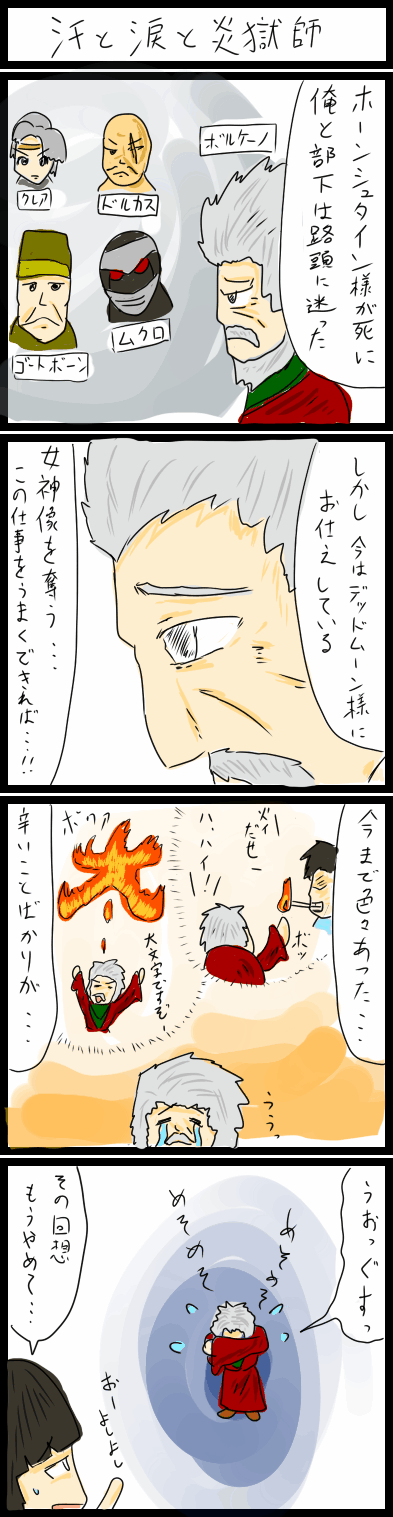 汗と涙と炎獄師
ホーンシュタイン様が死に
俺と部下は路頭に迷った
ボルケーノ
クレア
ドルカス
ゴートボーン
ムクロ
しかし今はデッドムーン様に
お仕えしている
女神像を奪う・・・
この仕事をうまくできれば・・・!!
今まで色々あった・・・
メイ
だせー
ハ、ハイ!!
ボッ
ボワァ
大文字ですぞー
辛いことばかりが・・・
ううっ
うおっぐすっ
めそめそ
めそめそ
その回想
もうやめて・・・
おーよしよし